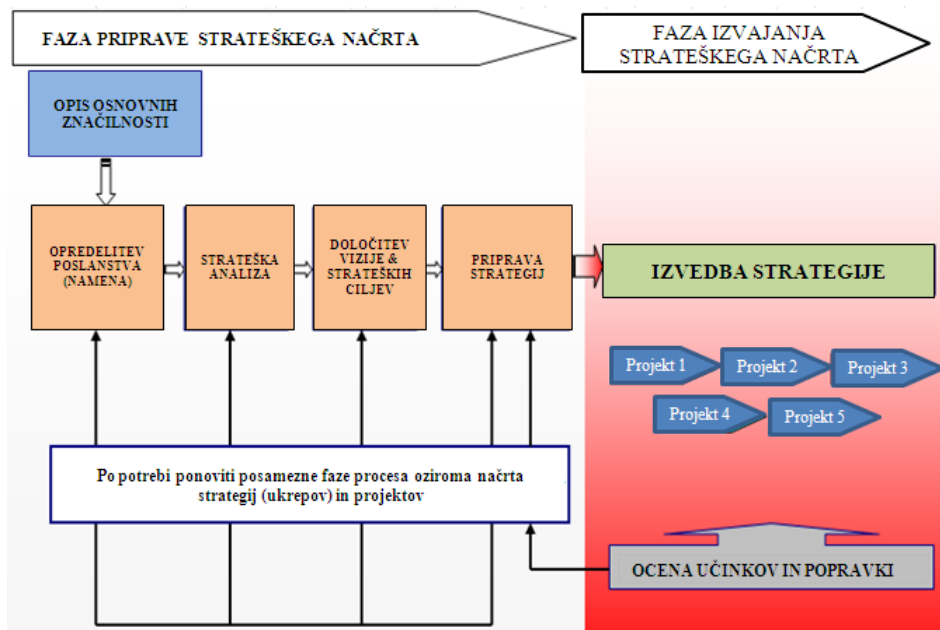 FAZA PRIPRAVE STRATEŠKEGA NAČRTA
FAZA IZVAJANJA
STRATEŠKEGA NAČRTA
OPIS OSNOVNIH
ZNAČILNOSTI
OPREDELITEV
POSLANSTVA
(NAMENA)
STRATEŠKA
ANALIZA
DOLOČITEV
VIZIJE &
STRATEŠKIH
CILJEV
PRIPRAVA
STRATEGIJ
IZVEDBA STRATEGIJE
Projekt 1
Projekt 2
Projekt 3
Projekt 4
Projekt 5
Po potrebi ponoviti posamezne faze procesa oziroma načrta
strategij (ukrepov) in projektov
OCENA UČINKOV IN POPRAVKI